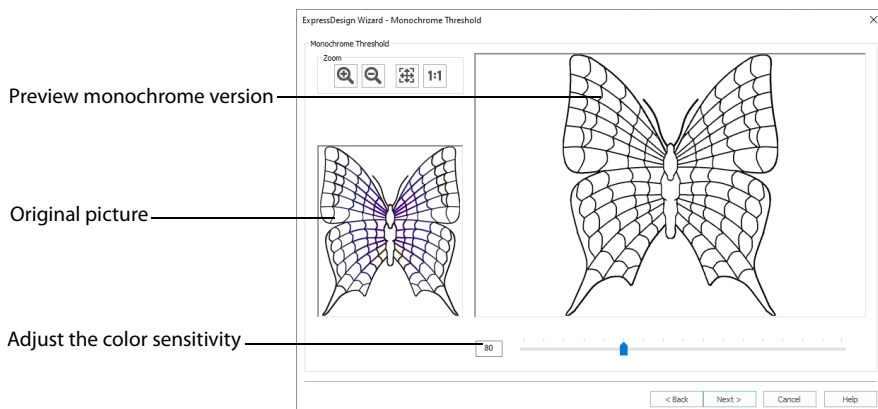 ExpressDesign Wizard - Monochrome Threshold
Monochrome Threshold
Zoom
1:1
Preview monochrome version
Original picture
Adjust the color sensitivity
80
< Back
Next >
Cancel
Help